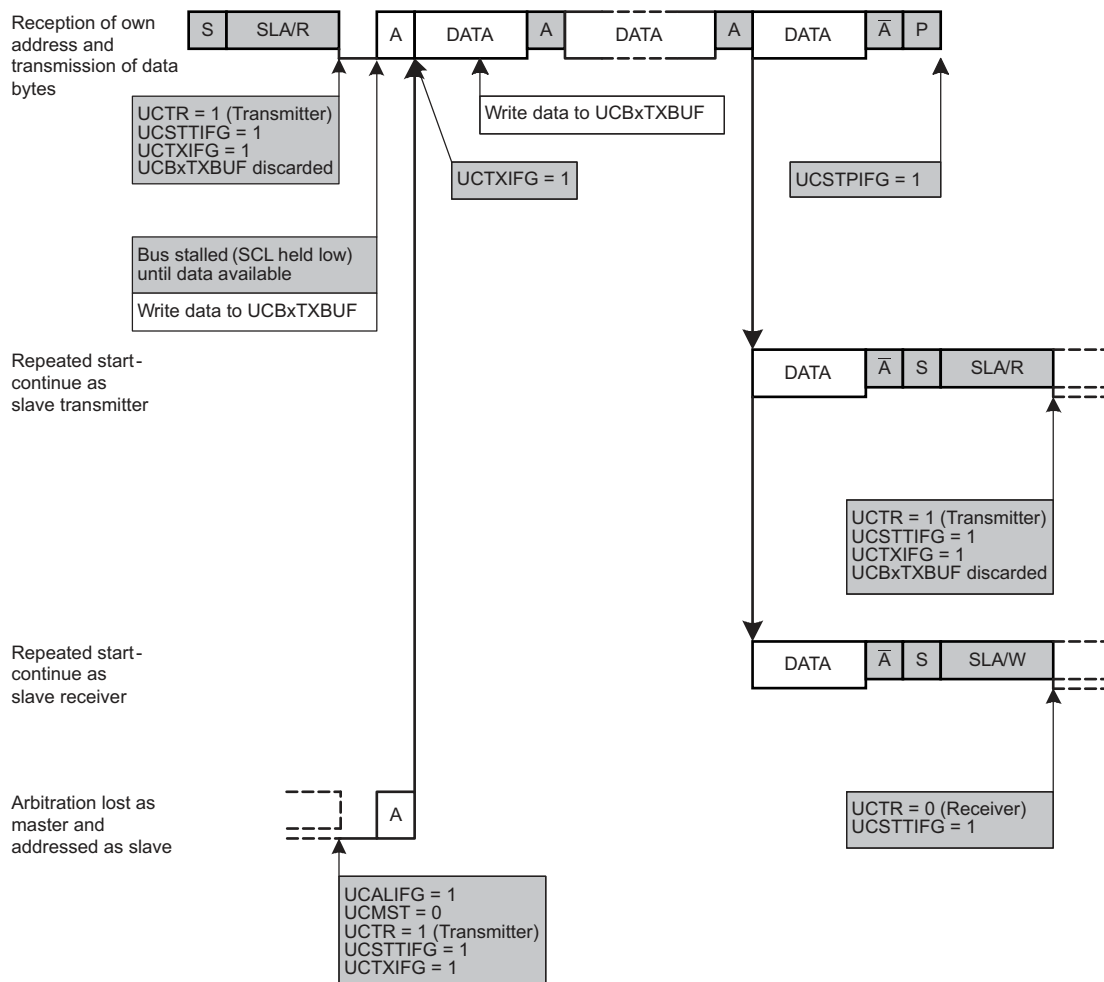 Reception of own
address and
transmission of data
bytes
S SLA/R A DATA A DATA A DATA A̅ P
UCTR = 1 (Transmitter)
UCSTTIFG = 1
UCTXIFG = 1
UCBxTXBUF discarded
Write data to UCBxTXBUF
UCTXIFG = 1
UCSTPIFG = 1
Bus stalled (SCL held low)
until data available
Write data to UCBxTXBUF
Repeated start-
continue as
slave transmitter
DATA A̅ S SLA/R
UCTR = 1 (Transmitter)
UCSTTIFG = 1
UCTXIFG = 1
UCBxTXBUF discarded
Repeated start-
continue as
slave receiver
DATA A̅ S SLA/W
UCTR = 0 (Receiver)
UCSTTIFG = 1
Arbitration lost as
master and
addressed as slave
A
UCALIFG = 1
UCMST = 0
UCTR = 1 (Transmitter)
UCSTTIFG = 1
UCTXIFG = 1